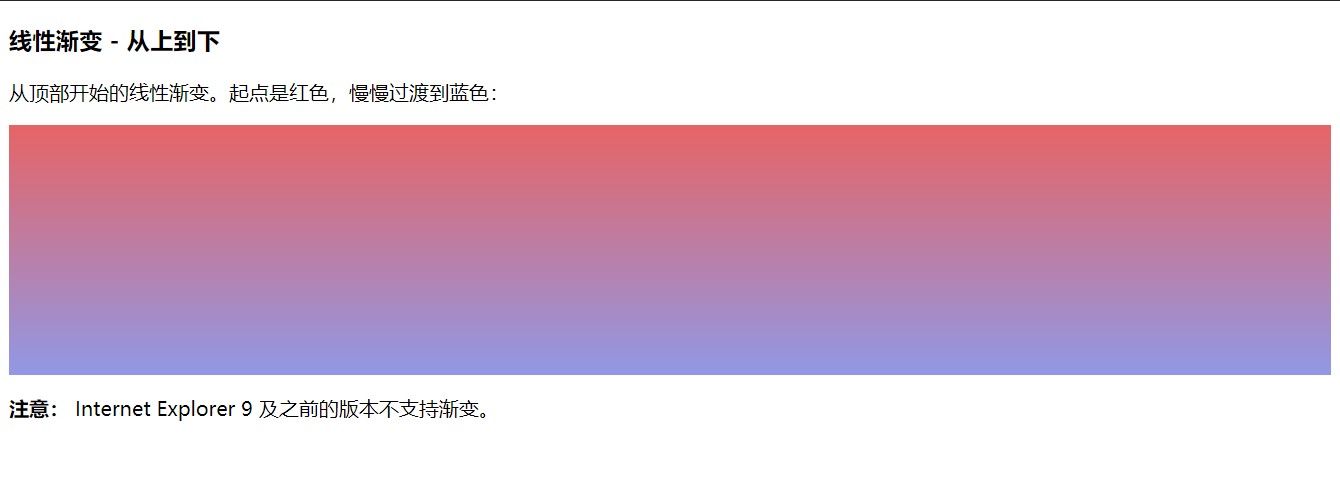 线性渐变 - 从上到下
从顶部开始的线性渐变。起点是红色，慢慢过渡到蓝色：
注意： Internet Explorer 9 及之前的版本不支持渐变。